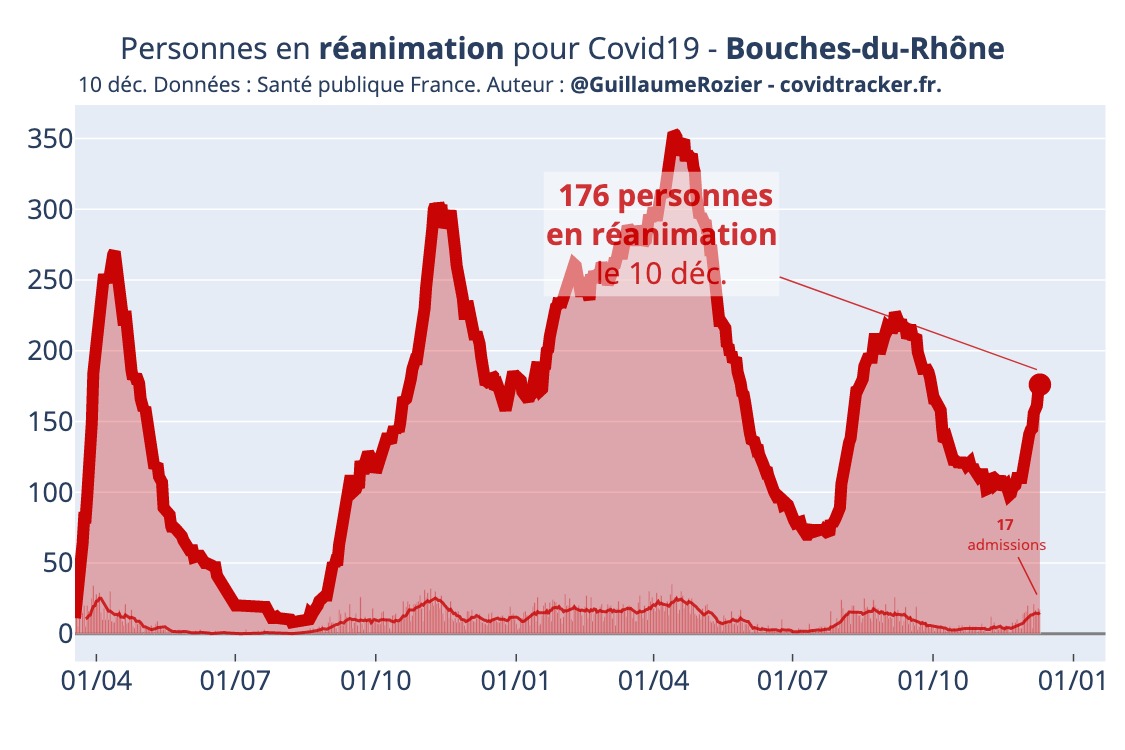 Personnes en réanimation pour Covid19 - Bouches-du-Rhône
10 déc. Données : Santé publique France. Auteur : @GuillaumeRozier - covidtracker.fr.
350
300
250
200
150
100
50
0
176 personnes
en réanimation
le 10 déc.
17
admissions
01/04
01/07
01/10
01/01
01/04
01/07
01/10
01/01